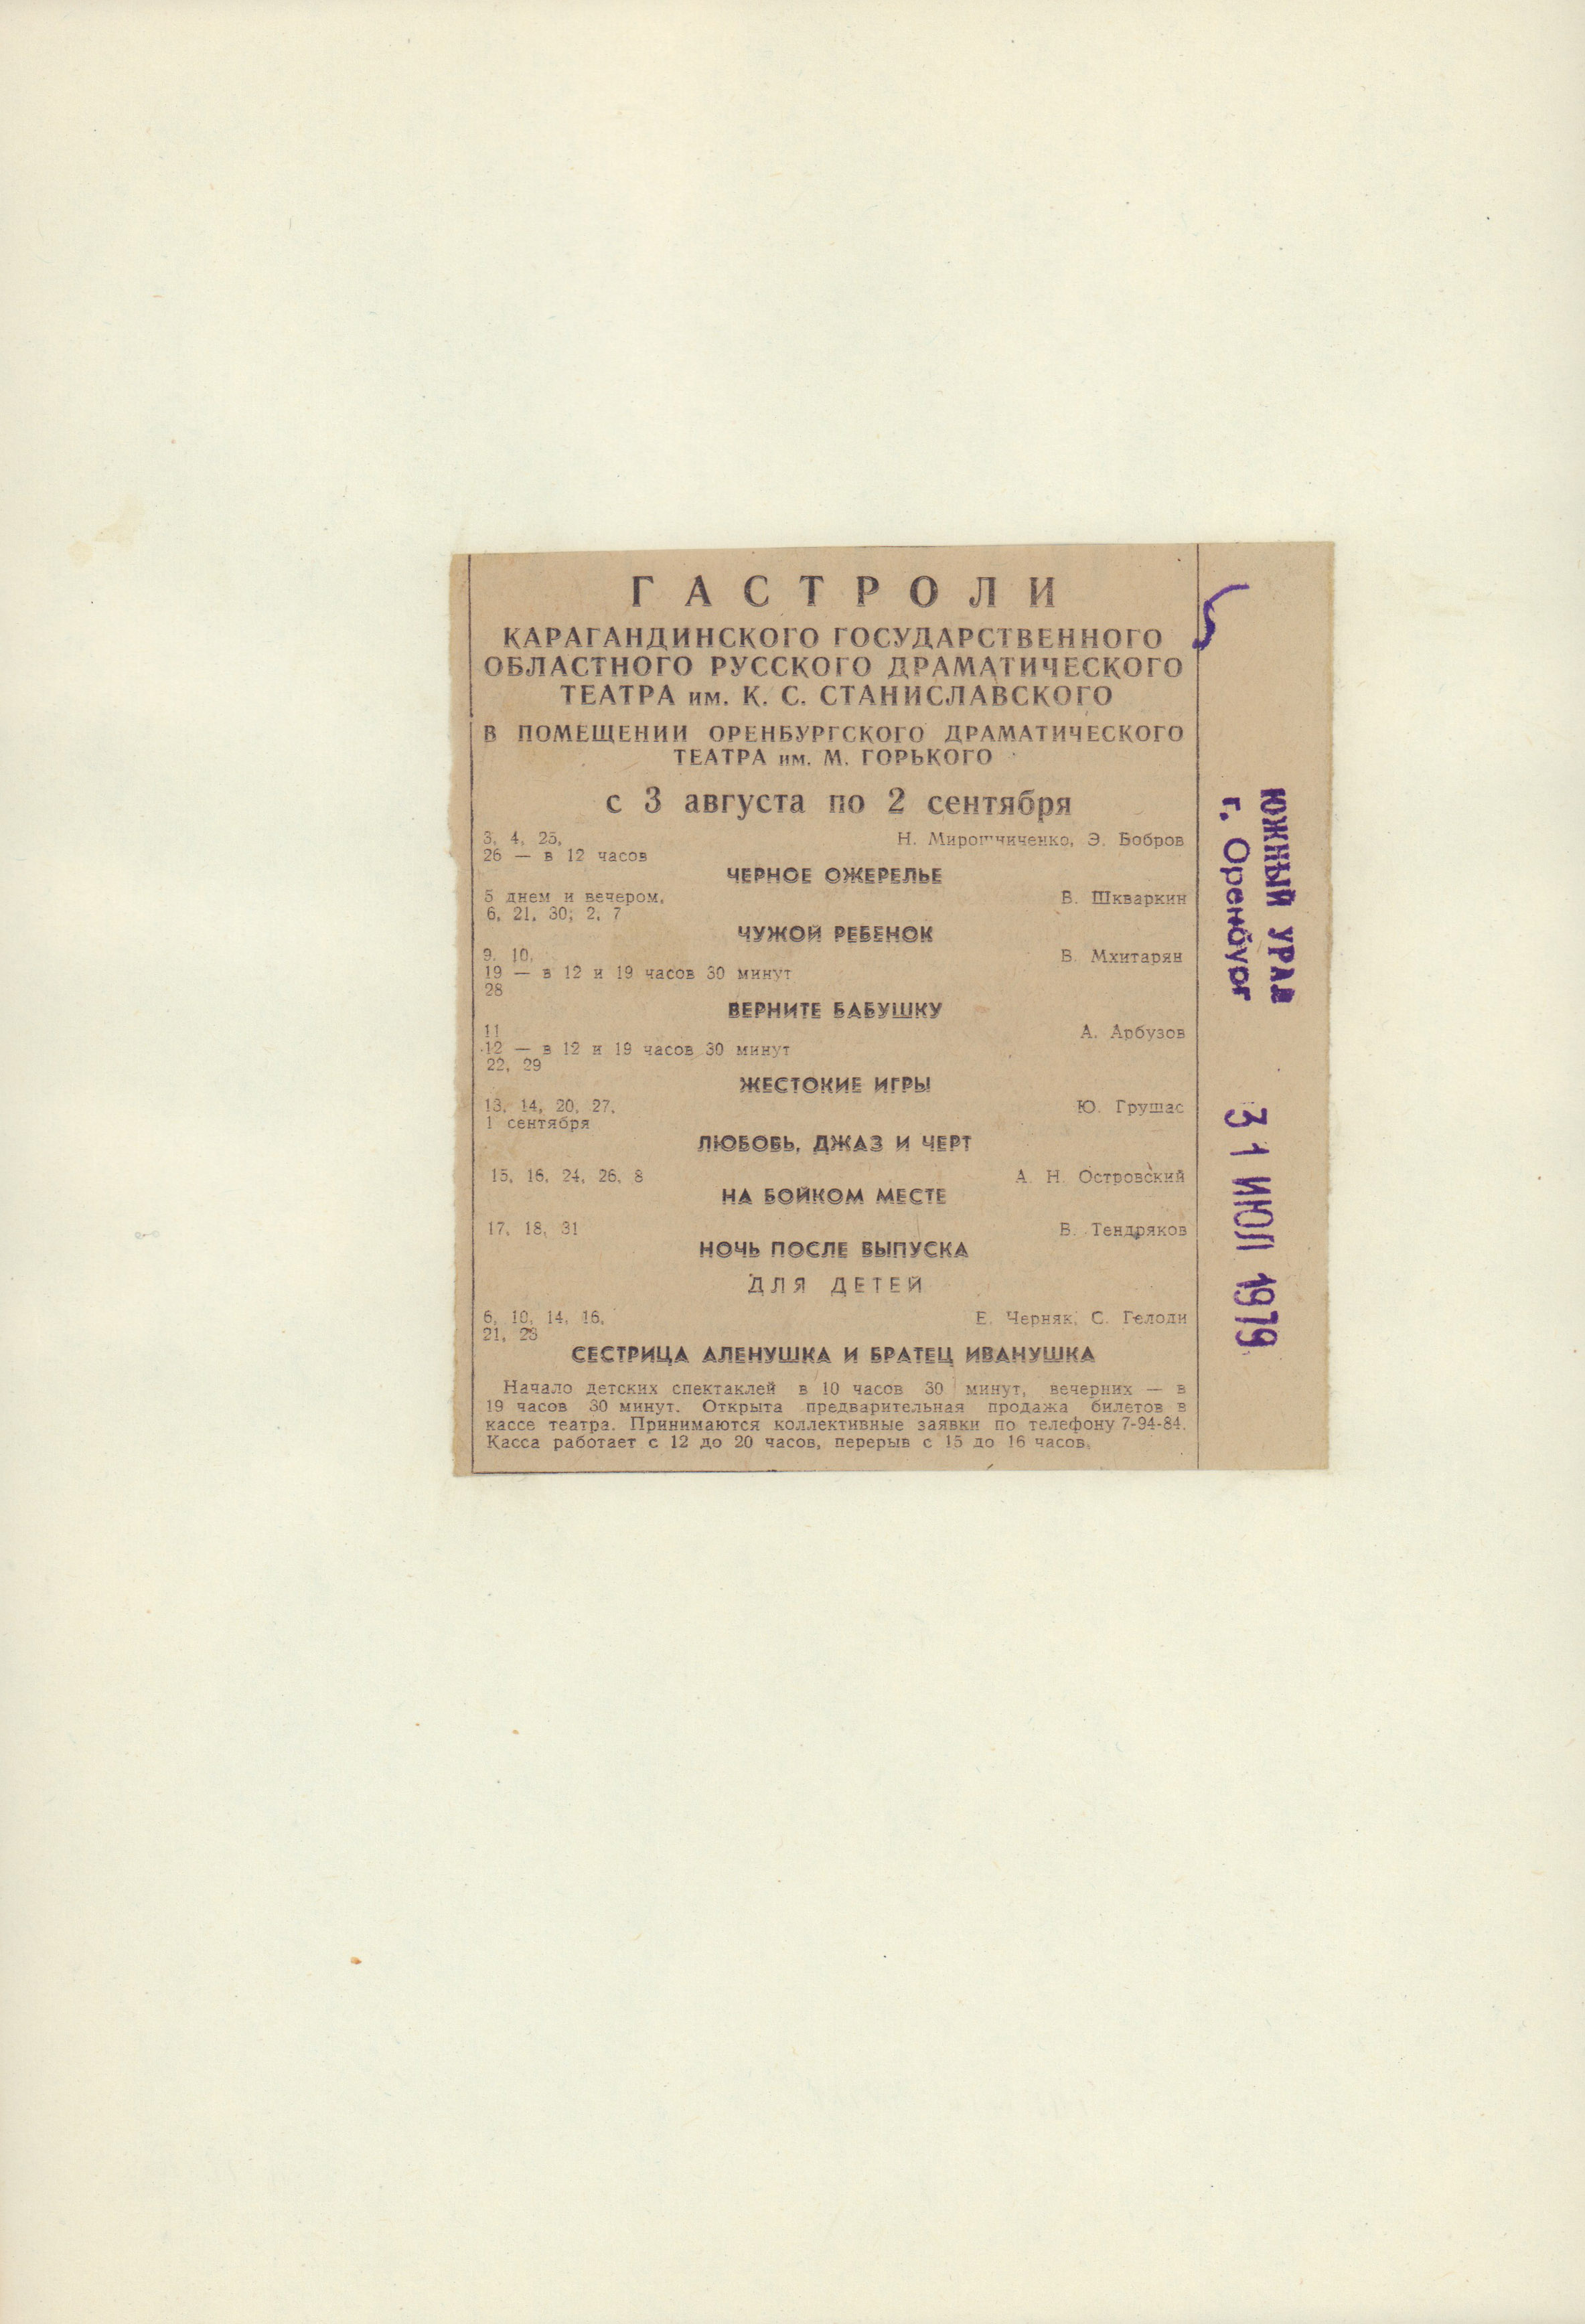 ГАСТРОЛИ
КАРАГАНДИНСКОГО ГОСУДАРСТВЕННОГО
ОБЛАСТНОГО РУССКОГО ДРАМАТИЧЕСКОГО
ТЕАТРА им. К. С. СТАНИСЛАВСКОГО
В ПОМЕЩЕНИИ ОРЕНБУРГСКОГО ДРАМАТИЧЕСКОГО
ТЕАТРА им. М. ГОРЬКОГО
с 3 августа по 2 сентября
3, 4, 25, Н. Мирошниченко, Э. Бобров
26 — в 12 часов
ЧЕРНОЕ ОЖЕРЕЛЬЕ
5 днем и вечером, В. Шкваркин
6, 21, 30; 2, 7
ЧУЖОЙ РЕБЕНОК
9, 10, В. Мхитарян
19 — в 12 и 19 часов 30 минут
28
ВЕРНИТЕ БАБУШКУ
11 А. Арбузов
12 — в 12 и 19 часов 30 минут
22, 29
ЖЕСТОКИЕ ИГРЫ
13, 14, 20, 27, Ю. Грушас
1 сентября
ЛЮБОВЬ, ДЖАЗ И ЧЕРТ
15, 16, 24, 26, 8 А. Н. Островский
НА БОЙКОМ МЕСТЕ
17, 18, 31 В. Тендряков
НОЧЬ ПОСЛЕ ВЫПУСКА
ДЛЯ ДЕТЕЙ
6, 10, 14, 16, Е. Черняк, С. Гелоди
21, 23
СЕСТРИЦА АЛЕНУШКА И БРАТЕЦ ИВАНУШКА
Начало детских спектаклей в 10 часов 30 минут, вечерних — в
19 часов 30 минут. Открыта предварительная продажа билетов в
кассе театра. Принимаются коллективные заявки по телефону 7-94-84.
Касса работает с 12 до 20 часов, перерыв с 15 до 16 часов.
ЮЖНЫЙ УРАЛ
г. Оренбург
31 ИЮЛ 1979